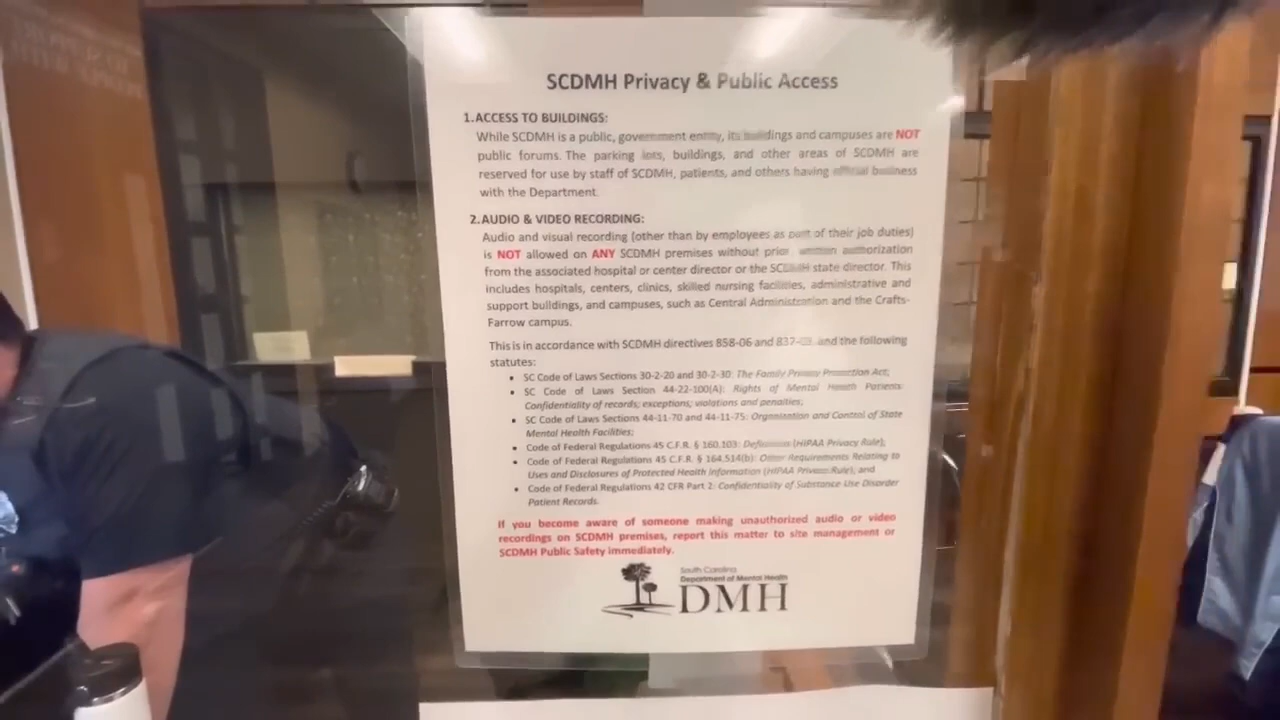 SCDMH Privacy & Public Access
1.ACCESS TO BUILDINGS:
While SCDMH is a public, government entity, its buildings and campuses are NOT
public forums. The parking lots, buildings, and other areas of SCDMH are
reserved for use by staff of SCDMH, patients, and others having official business
with the Department.
2.AUDIO & VIDEO RECORDING:
Audio and visual recording (other than by employees as part of their job duties)
is NOT allowed on ANY SCDMH premises without prior written authorization
from the associated hospital or center director or the SCDMH state director. This
includes hospitals, centers, clinics, skilled nursing facilities, administrative and
support buildings, and campuses, such as Central Administration and the Crafts-
Farrow campus.
This is in accordance with SCDMH directives 858-06 and and the following
statutes:
• SC Code of Laws Sections 30-2-20 and 30-2-30: The Family Privacy Protection Act;
• SC Code of Laws Section 44-22-100(A): Rights of Mental Health Patients:
Confidentiality of records; exceptions; violations and penalties;
• SC Code of Laws Sections 44-11-70 and 44-11-75: Organization and Control of State
Mental Health Facilities;
• Code of Federal Regulations 45 C.F.R. § 160.103: Definitions (HIPAA Privacy Rule);
• Code of Federal Regulations 45 C.F.R. § 164.514(b): Other Requirements Relating to
Uses and Disclosures of Protected Health Information (HIPAA Privacy Rule); and
• Code of Federal Regulations 42 CFR Part 2: Confidentiality of Substance Use Disorder
Patient Records.
If you become aware of someone making unauthorized audio or video
recordings on SCDMH premises, report this matter to site management or
SCDMH Public Safety immediately.
South Carolina
Department of Mental Health
DMH